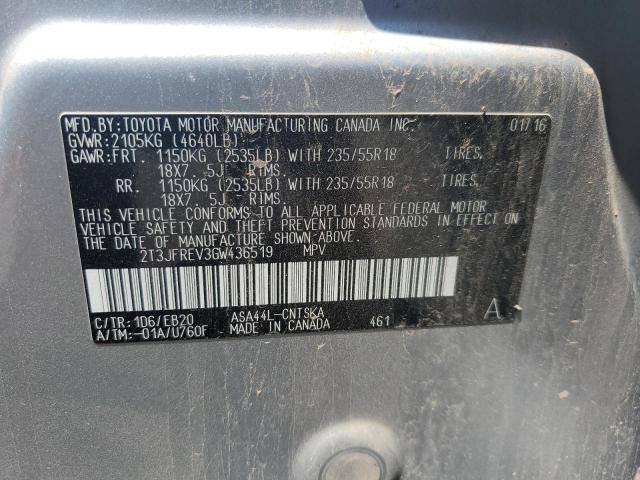 MFD.BY:TOYOTA MOTOR MANUFACTURING CANADA INC. 01/16
GVWR:2105KG (4640LB)
GAWR:FRT. 1150KG (2535LB) WITH 235/55R18 TIRES,
18X7. 5J RIMS.
RR. 1150KG (2535LB) WITH 235/55R18 TIRES,
18X7. 5J RIMS.
THIS VEHICLE CONFORMS TO ALL APPLICABLE FEDERAL MOTOR
VEHICLE SAFETY AND THEFT PREVENTION STANDARDS IN EFFECT ON
THE DATE OF MANUFACTURE SHOWN ABOVE.
2T3JFREV3GW436519 MPV
C/TR:1D6/EB20 ASA44L-CNTSKA A
A/TM:-01A/U760F MADE IN CANADA 461